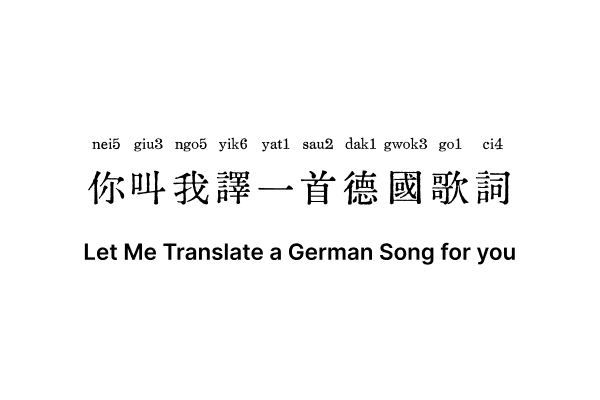 nei5 giu3 ngo5 yik6 yat1 sau2 dak1 gwok3 go1 ci4
你叫我譯一首德國歌詞
Let Me Translate a German Song for you